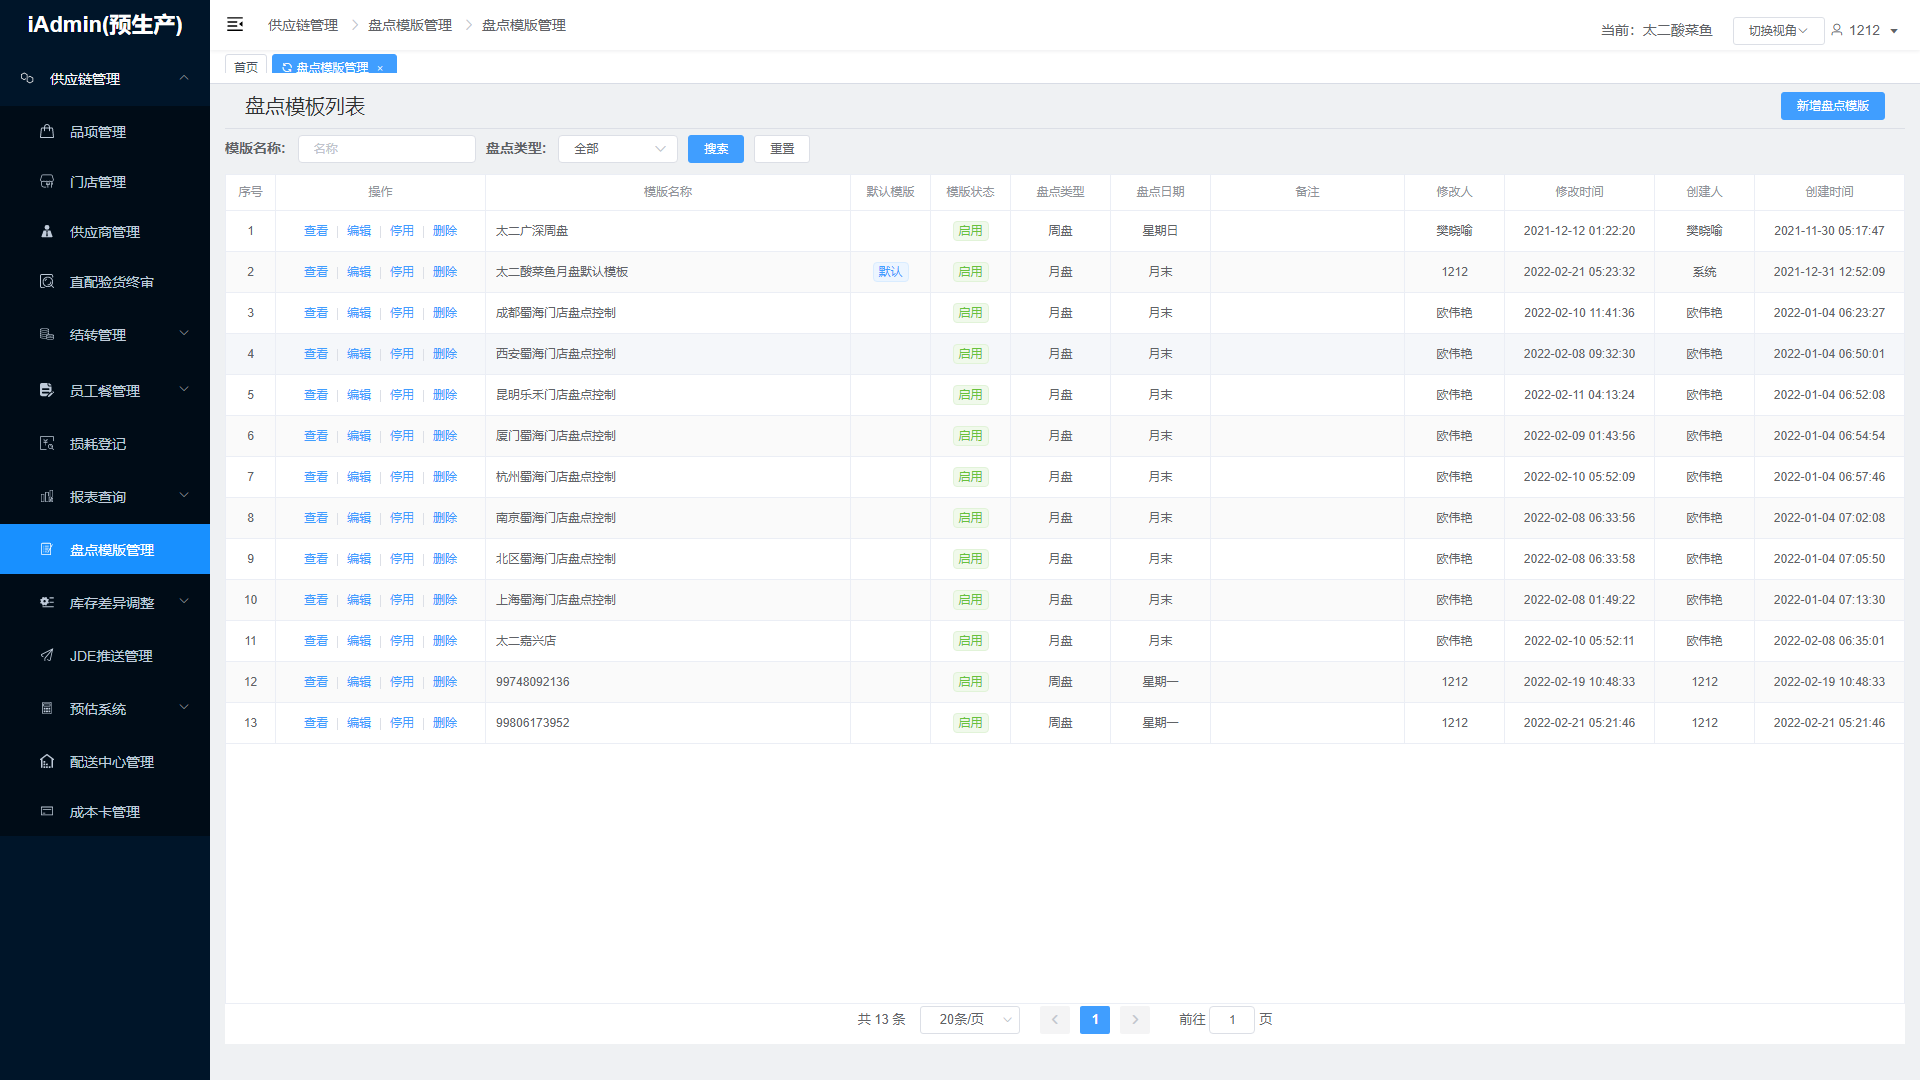 iAdmin(预生产)
供应链管理
品项管理
门店管理
供应商管理
直配验货终审
结转管理
员工餐管理
损耗登记
报表查询
盘点模版管理
库存差异调整
JDE推送管理
预估系统
配送中心管理
成本卡管理
供应链管理 盘点模版管理 盘点模版管理
当前: 太二酸菜鱼 切换视角 1212
首页 盘点模版管理 ×
盘点模板列表 新增盘点模版
模版名称: 名称 盘点类型: 全部 搜索 重置
序号 操作 模版名称 默认模版 模版状态 盘点类型 盘点日期 备注 修改人 修改时间 创建人 创建时间
1 查看 编辑 停用 删除 太二广深周盘 启用 周盘 星期日 樊晓喻 2021-12-12 01:22:20 樊晓喻 2021-11-30 05:17:47
2 查看 编辑 停用 删除 太二酸菜鱼月盘默认模板 默认 启用 月盘 月末 1212 2022-02-21 05:23:32 系统 2021-12-31 12:52:09
3 查看 编辑 停用 删除 成都蜀海门店盘点控制 启用 月盘 月末 欧伟艳 2022-02-10 11:41:36 欧伟艳 2022-01-04 06:23:27
4 查看 编辑 停用 删除 西安蜀海门店盘点控制 启用 月盘 月末 欧伟艳 2022-02-08 09:32:30 欧伟艳 2022-01-04 06:50:01
5 查看 编辑 停用 删除 昆明乐禾门店盘点控制 启用 月盘 月末 欧伟艳 2022-02-11 04:13:24 欧伟艳 2022-01-04 06:52:08
6 查看 编辑 停用 删除 厦门蜀海门店盘点控制 启用 月盘 月末 欧伟艳 2022-02-09 01:43:56 欧伟艳 2022-01-04 06:54:54
7 查看 编辑 停用 删除 杭州蜀海门店盘点控制 启用 月盘 月末 欧伟艳 2022-02-10 05:52:09 欧伟艳 2022-01-04 06:57:46
8 查看 编辑 停用 删除 南京蜀海门店盘点控制 启用 月盘 月末 欧伟艳 2022-02-08 06:33:56 欧伟艳 2022-01-04 07:02:08
9 查看 编辑 停用 删除 北区蜀海门店盘点控制 启用 月盘 月末 欧伟艳 2022-02-08 06:33:58 欧伟艳 2022-01-04 07:05:50
10 查看 编辑 停用 删除 上海蜀海门店盘点控制 启用 月盘 月末 欧伟艳 2022-02-08 01:49:22 欧伟艳 2022-01-04 07:13:30
11 查看 编辑 停用 删除 太二嘉兴店 启用 月盘 月末 欧伟艳 2022-02-10 05:52:11 欧伟艳 2022-02-08 06:35:01
12 查看 编辑 停用 删除 99748092136 启用 周盘 星期一 1212 2022-02-19 10:48:33 1212 2022-02-19 10:48:33
13 查看 编辑 停用 删除 99806173952 启用 周盘 星期一 1212 2022-02-21 05:21:46 1212 2022-02-21 05:21:46
共 13 条 20条/页 1 前往 1 页